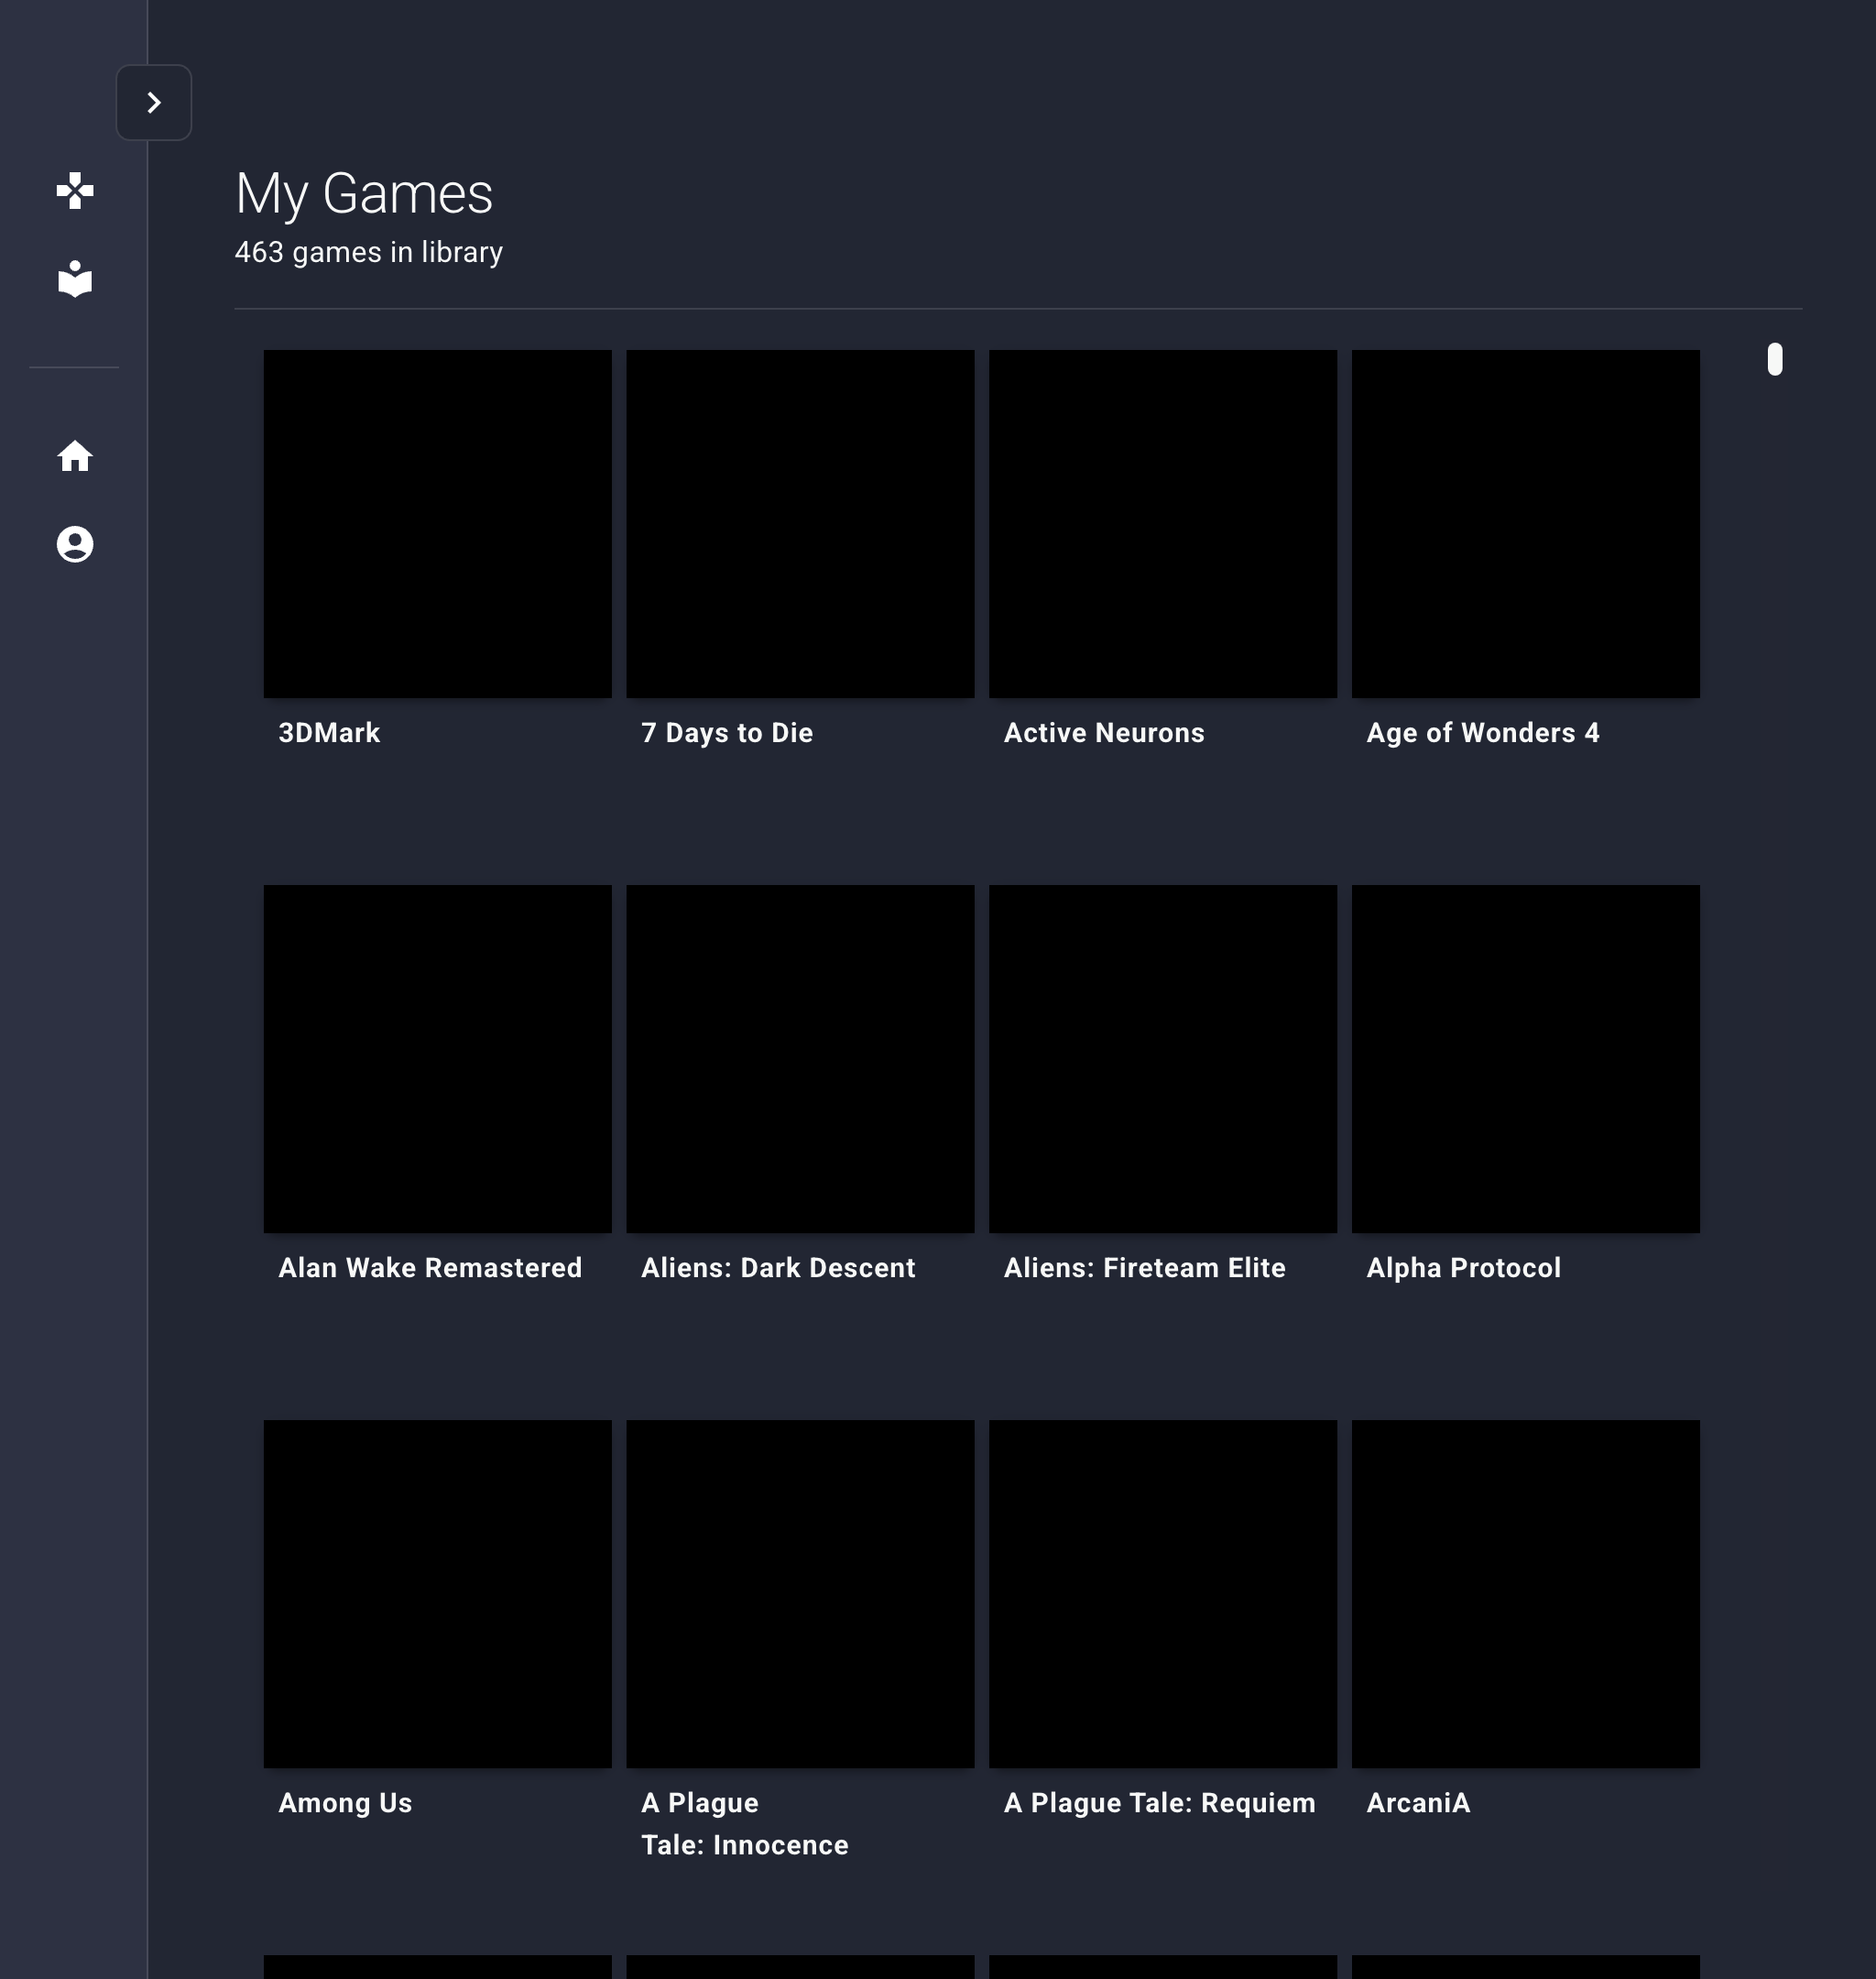 My Games
463 games in library
3DMark
7 Days to Die
Active Neurons
Age of Wonders 4
Alan Wake Remastered
Aliens: Dark Descent
Aliens: Fireteam Elite
Alpha Protocol
Among Us
A Plague
Tale: Innocence
A Plague Tale: Requiem
ArcaniA